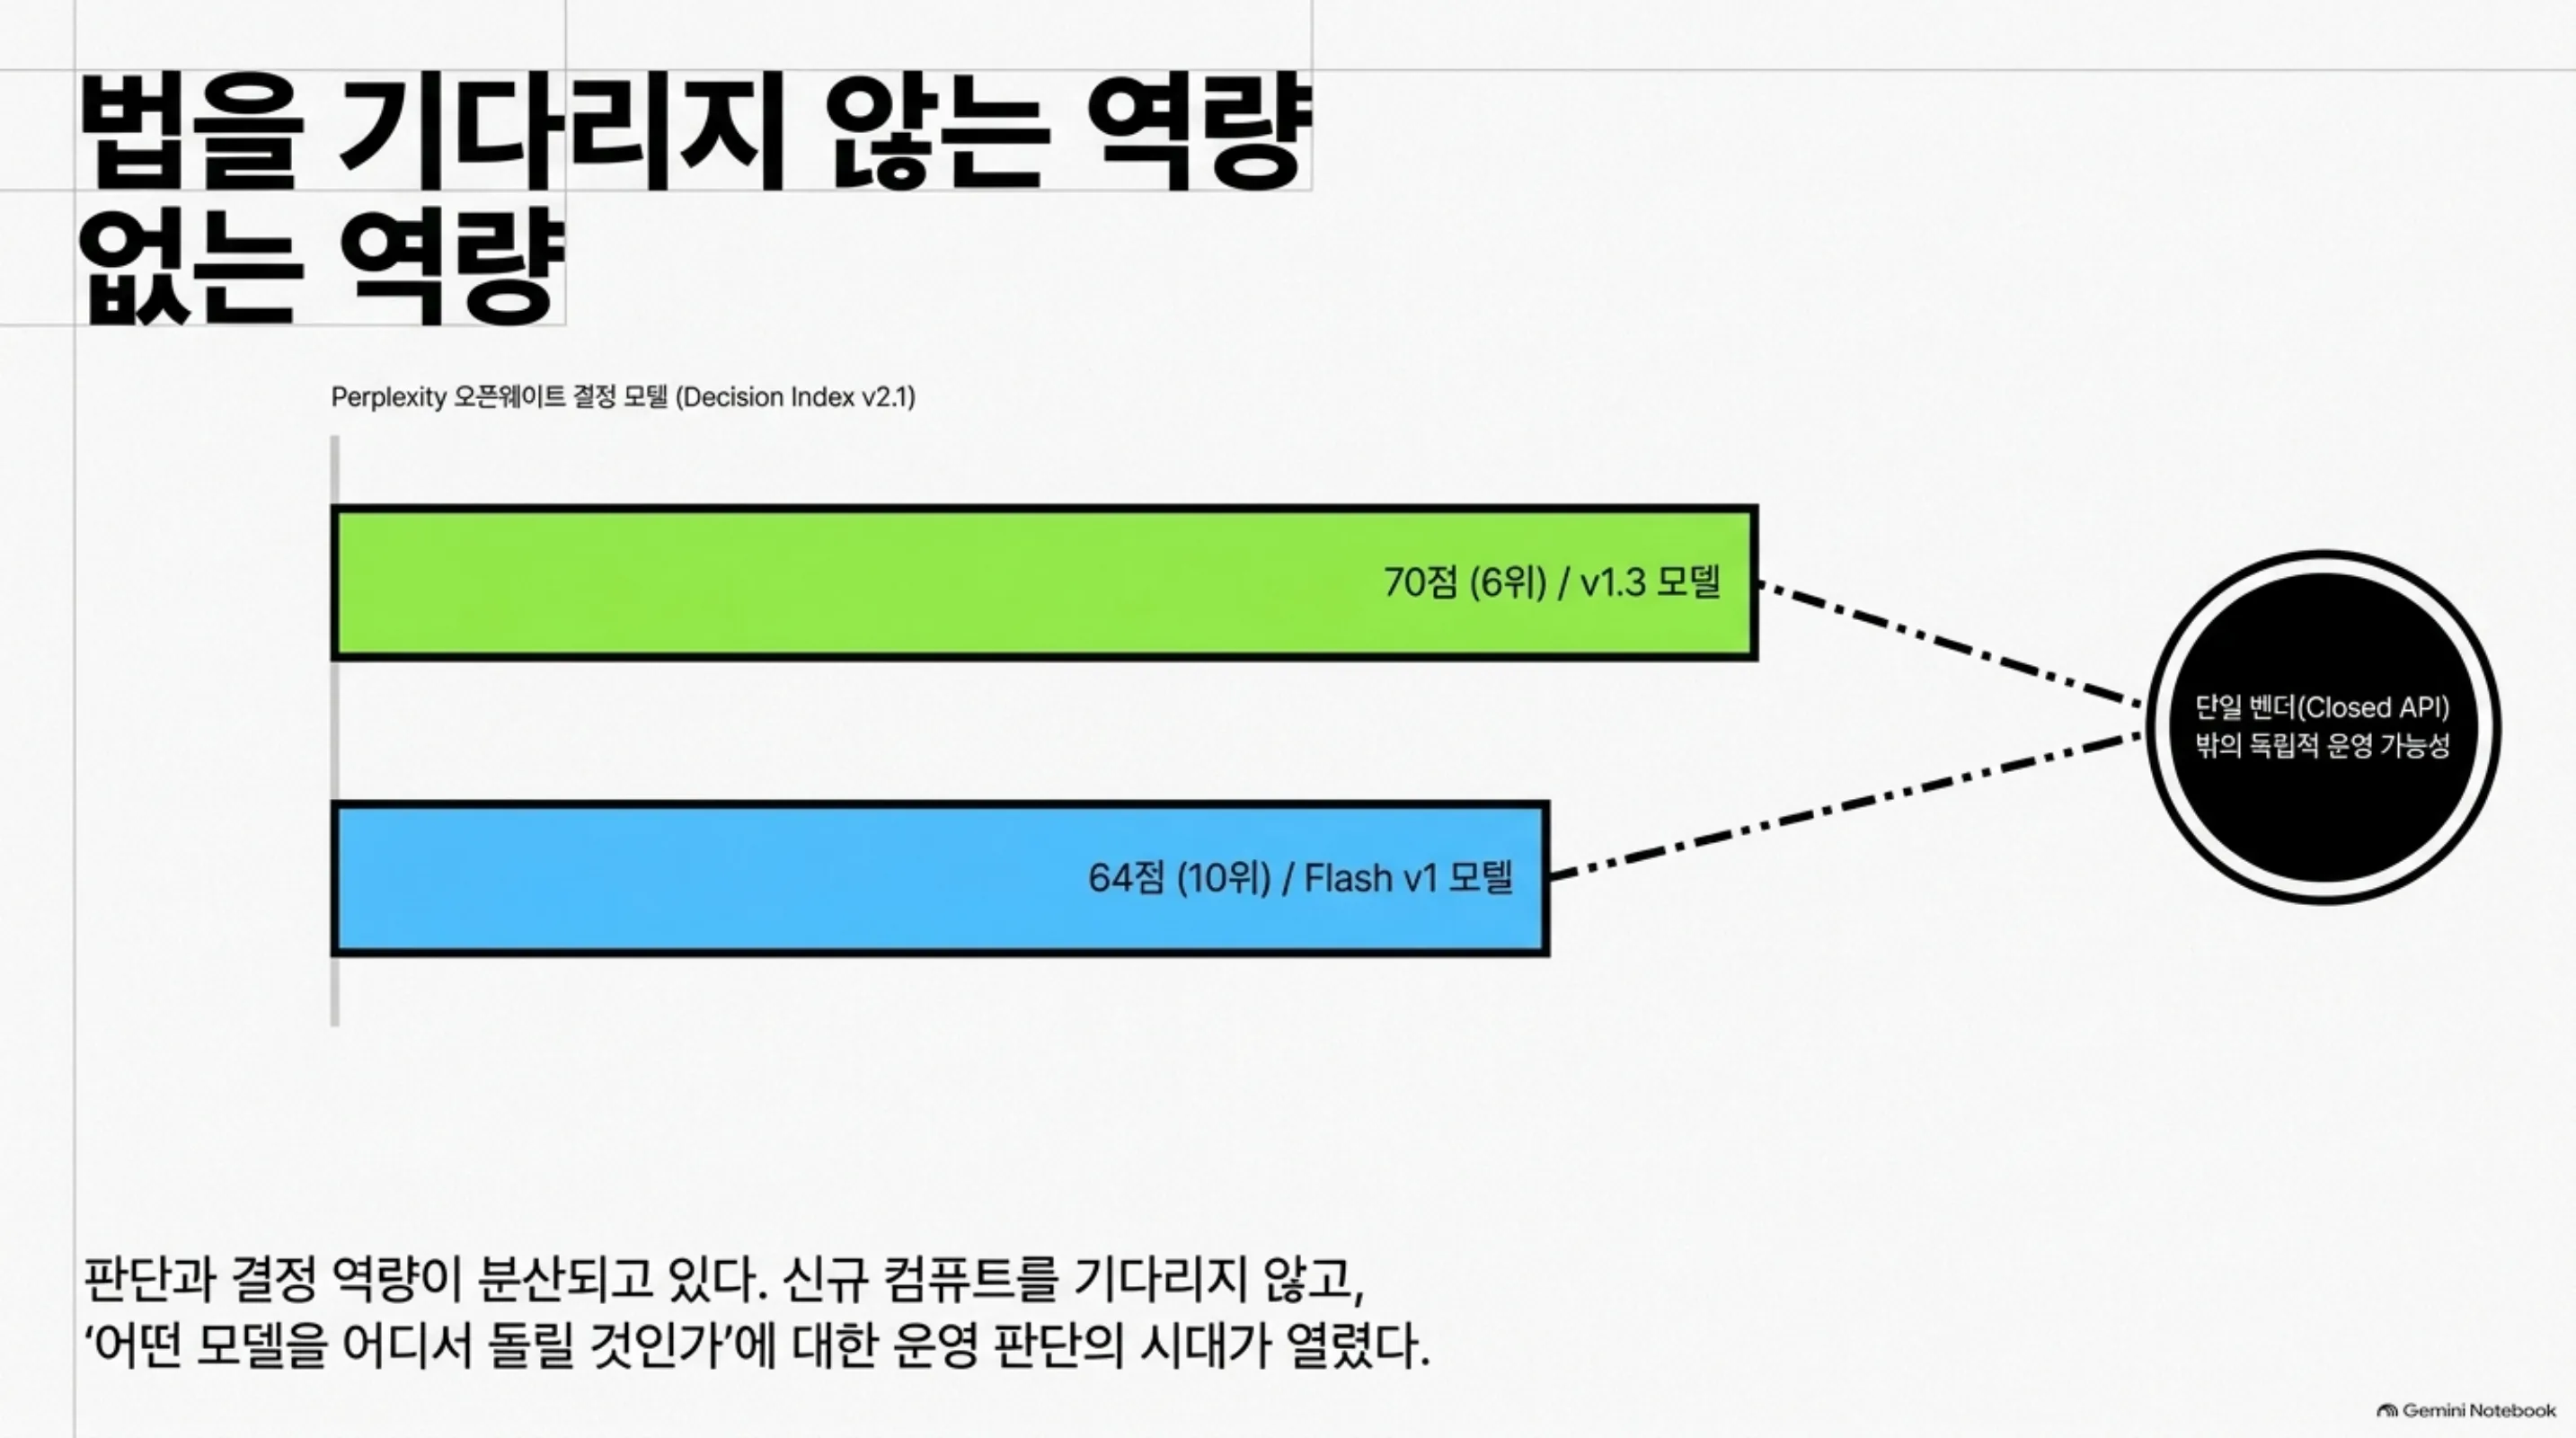 법을 기다리지 않는 역량
없는 역량
Perplexity 오픈웨이트 결정 모델 (Decision Index v2.1)
70점 (6위) / v1.3 모델
단일 벤더(Closed API)
밖의 독립적 운영 가능성
64점 (10위) / Flash v1 모델
판단과 결정 역량이 분산되고 있다. 신규 컴퓨트를 기다리지 않고,
‘어떤 모델을 어디서 돌릴 것인가’에 대한 운영 판단의 시대가 열렸다.
Gemini Notebook